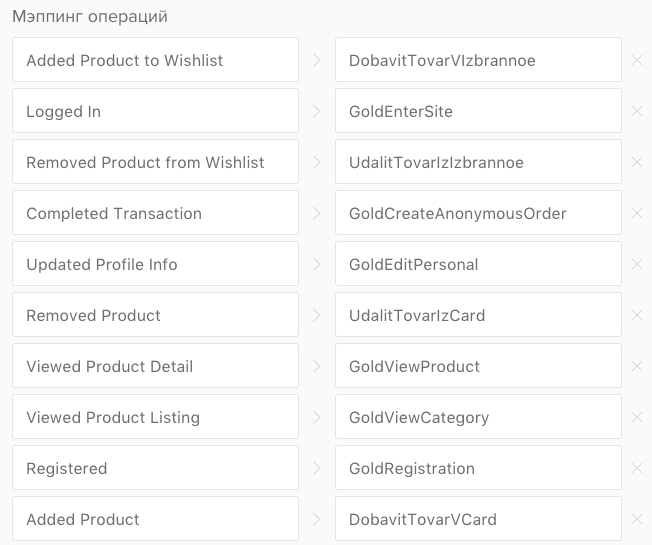 Мэппинг операций
Added Product to Wishlist
DobavitTovarVIzbrannoe
Logged In
GoldEnterSite
Removed Product from Wishlist
UdalitTovarIzIzbrannoe
Completed Transaction
GoldCreateAnonymousOrder
Updated Profile Info
GoldEditPersonal
Removed Product
UdalitTovarIzCard
Viewed Product Detail
GoldViewProduct
Viewed Product Listing
GoldViewCategory
Registered
GoldRegistration
Added Product
DobavitTovarVCard